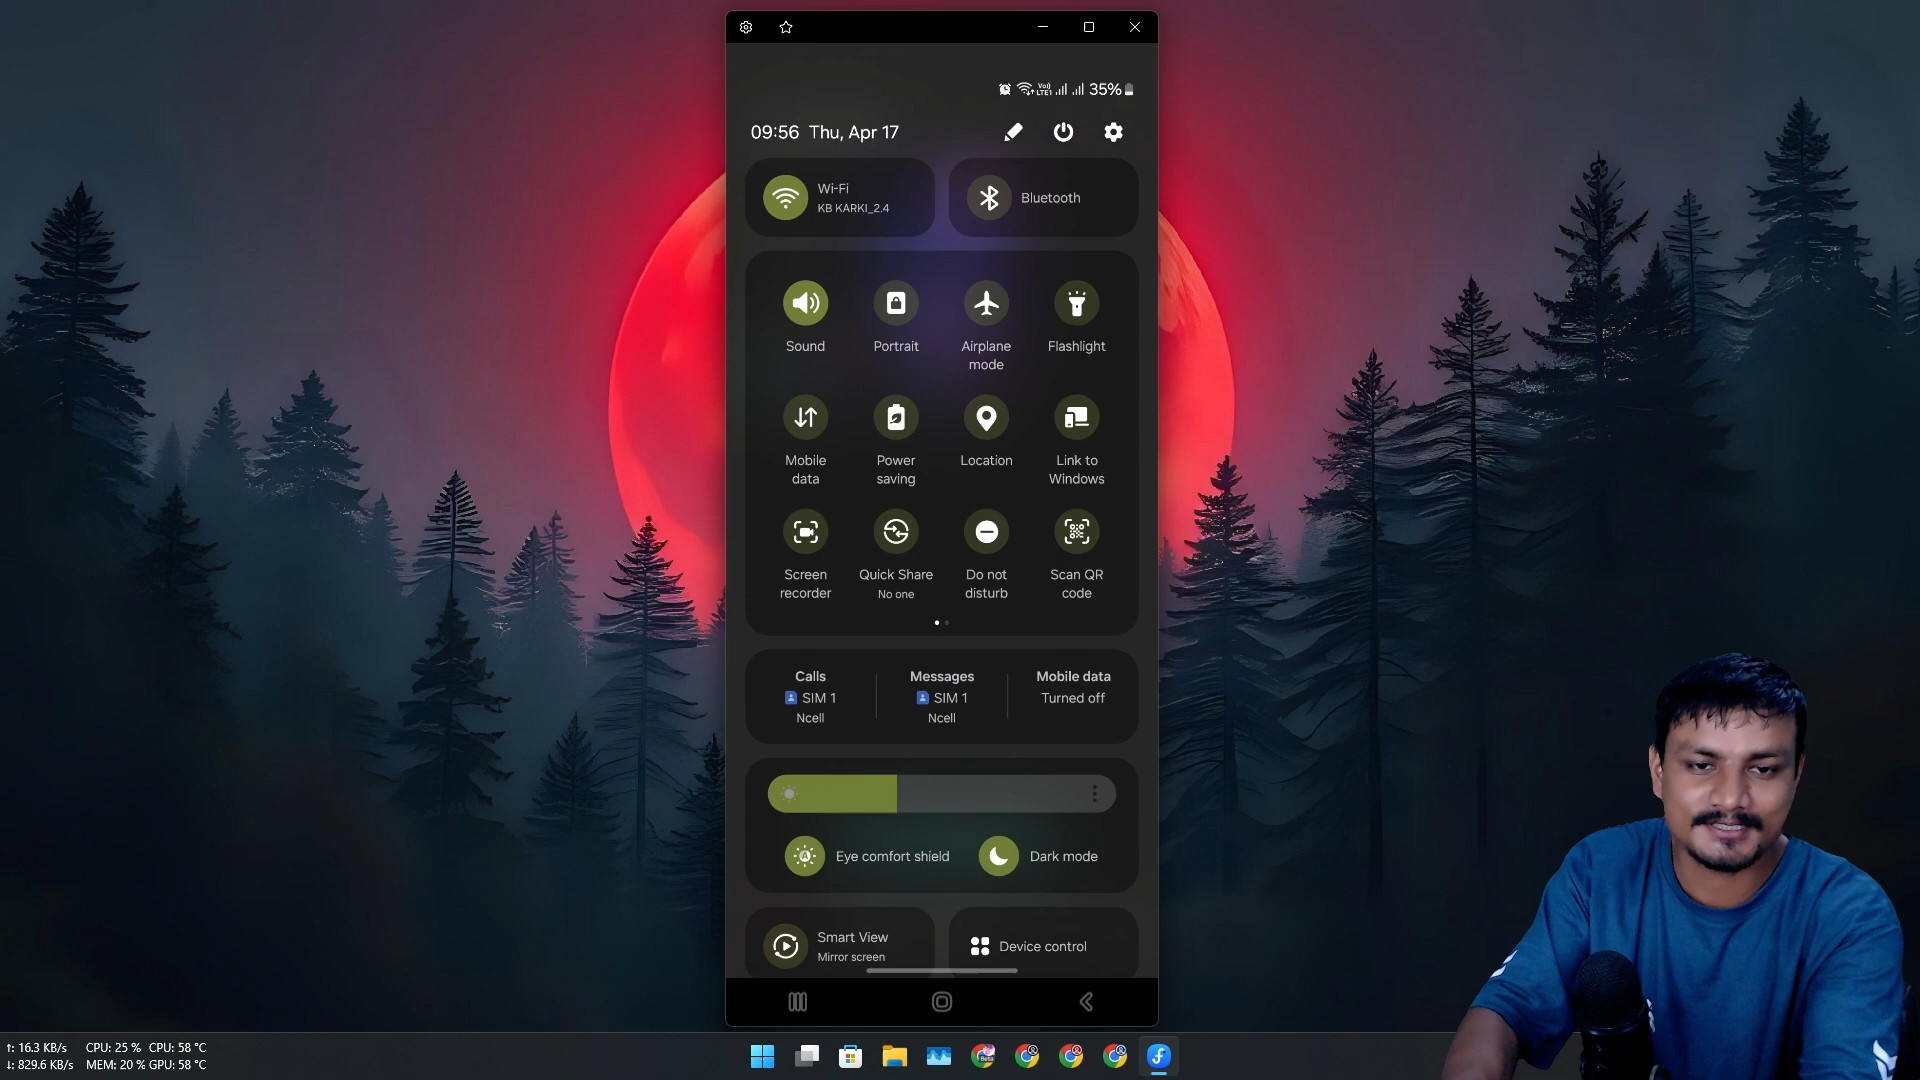 35%
09:56 Thu, Apr 17
Wi-Fi
KB KARKI_2.4
Bluetooth
Sound
Portrait
Airplane
mode
Flashlight
Mobile
data
Power
saving
Location
Link to
Windows
Screen
recorder
Quick Share
No one
Do not
disturb
Scan QR
code
Calls
SIM 1
Ncell
Messages
SIM 1
Ncell
Mobile data
Turned off
Eye comfort shield
Dark mode
Smart View
Mirror screen
Device control
↑: 16.3 KB/s CPU: 25 % CPU: 58 °C
↓: 829.6 KB/s MEM: 20 % GPU: 58 °C